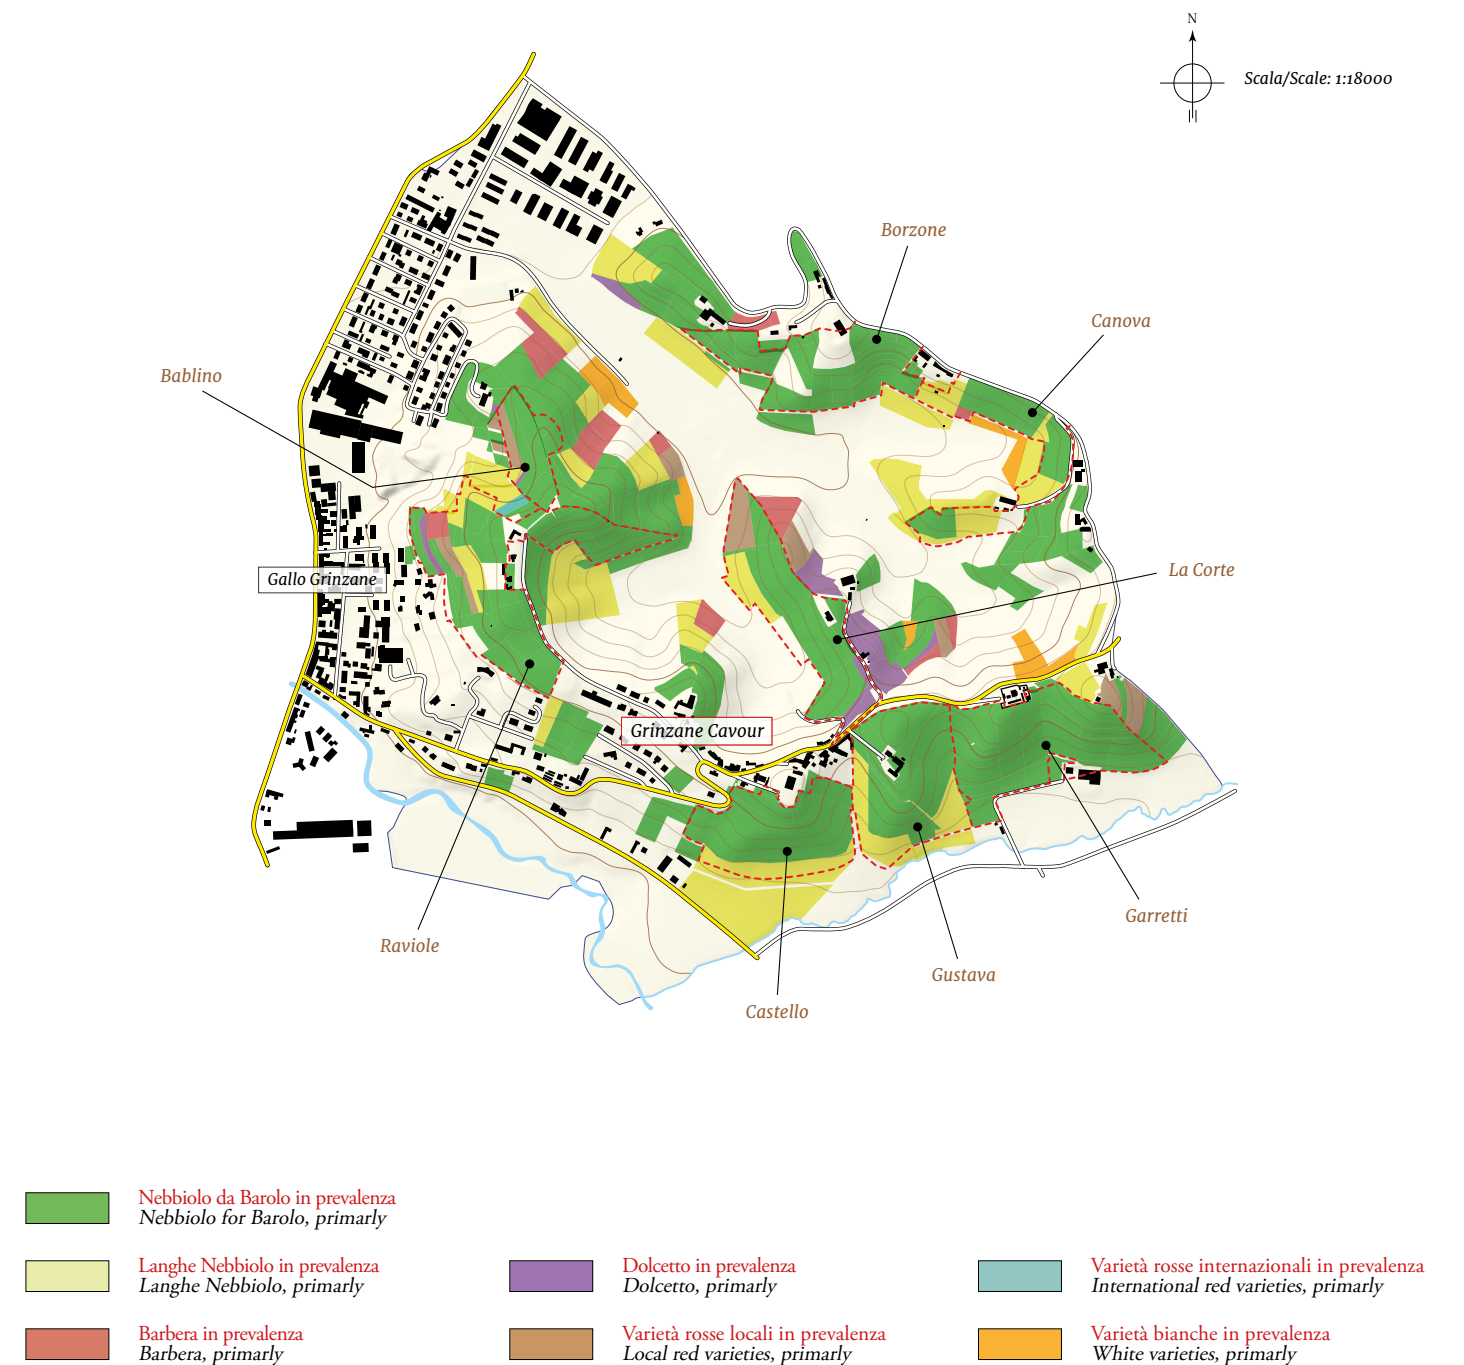 N
Scala/Scale: 1:18000
Borzone
Canova
Bablino
La Corte
Gallo Grinzane
Grinzane Cavour
Garretti
Raviole
Gustava
Castello
Nebbiolo da Barolo in prevalenza
Nebbiolo for Barolo, primarly
Langhe Nebbiolo in prevalenza
Langhe Nebbiolo, primarly
Dolcetto in prevalenza
Dolcetto, primarly
Varietà rosse internazionali in prevalenza
International red varieties, primarly
Barbera in prevalenza
Barbera, primarly
Varietà rosse locali in prevalenza
Local red varieties, primarly
Varietà bianche in prevalenza
White varieties, primarly